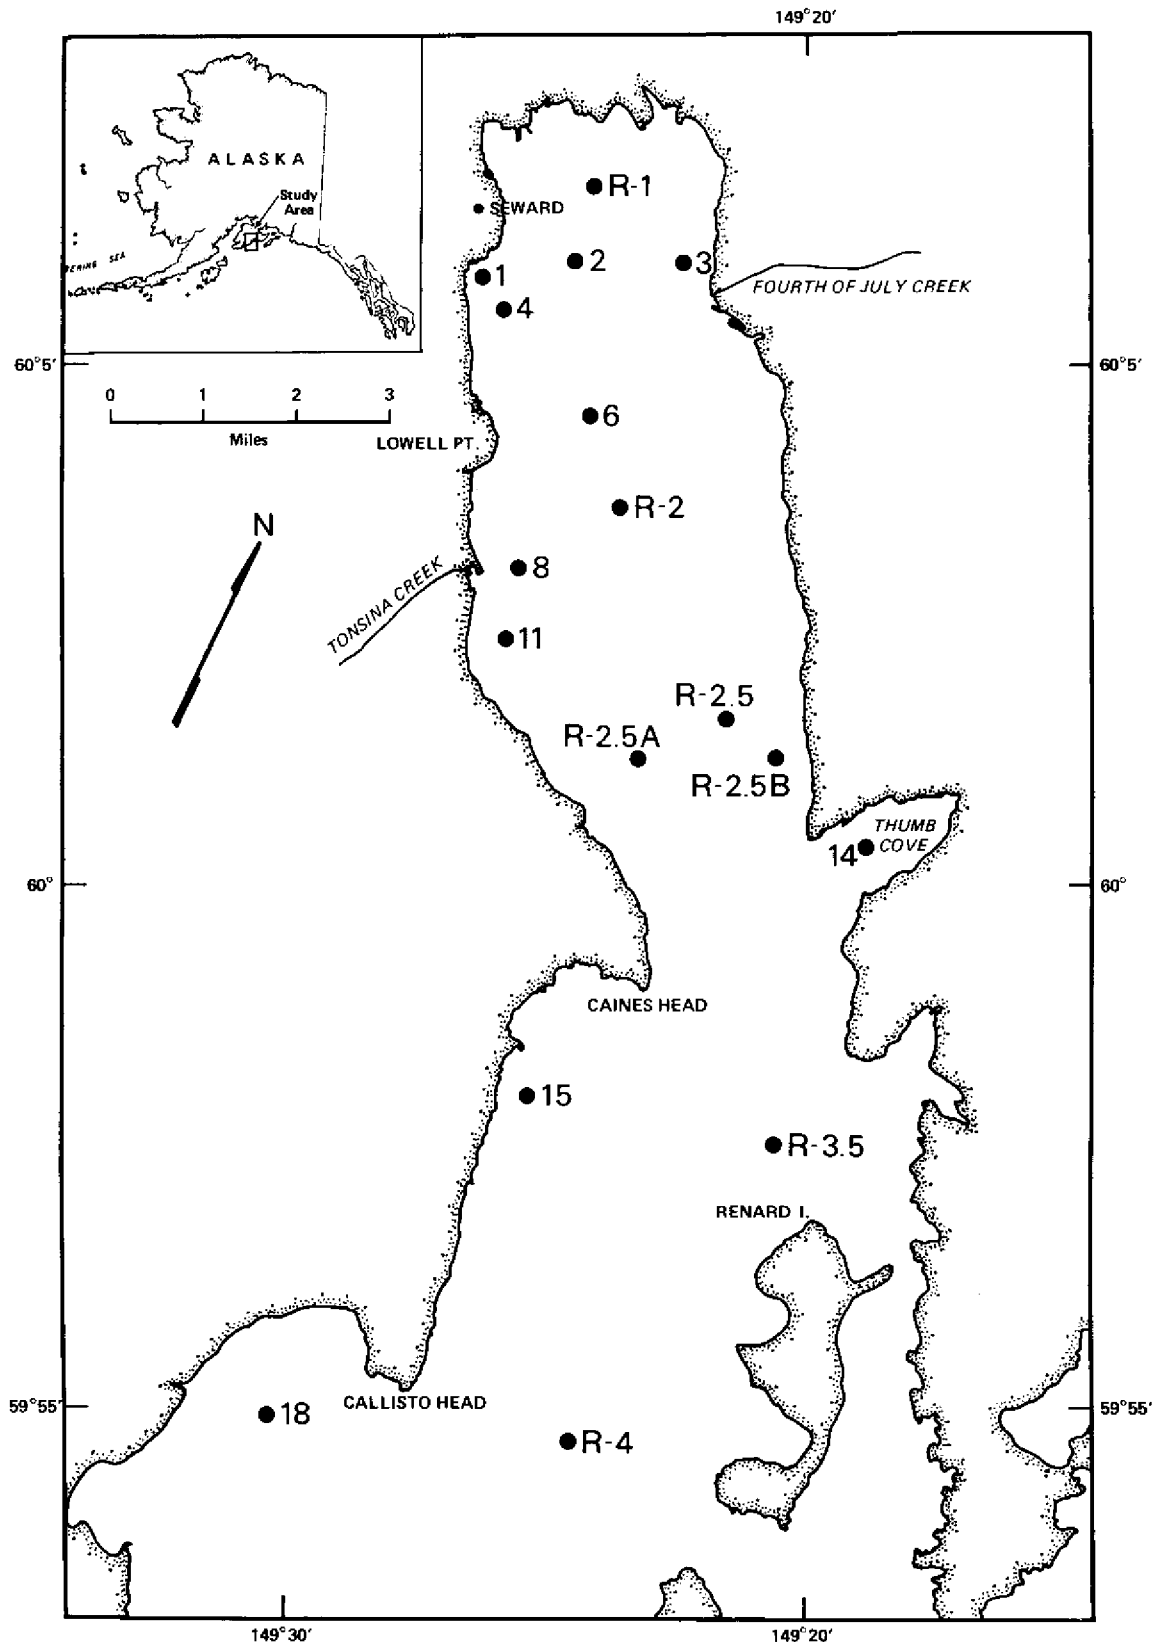 149°20'
ALASKA
Study
Area
BERING SEA
R-1
SEWARD
2
3
1
4
FOURTH OF JULY CREEK
60°5'
60°5'
0 1 2 3
Miles
6
LOWELL PT.
R-2
N
8
TONSINA CREEK
11
R-2.5
R-2.5A
R-2.5B
THUMB
COVE
14
60°
60°
CAINES HEAD
15
R-3.5
RENARD I.
CALLISTO HEAD
59°55'
59°55'
18
R-4
149°30'
149°20'